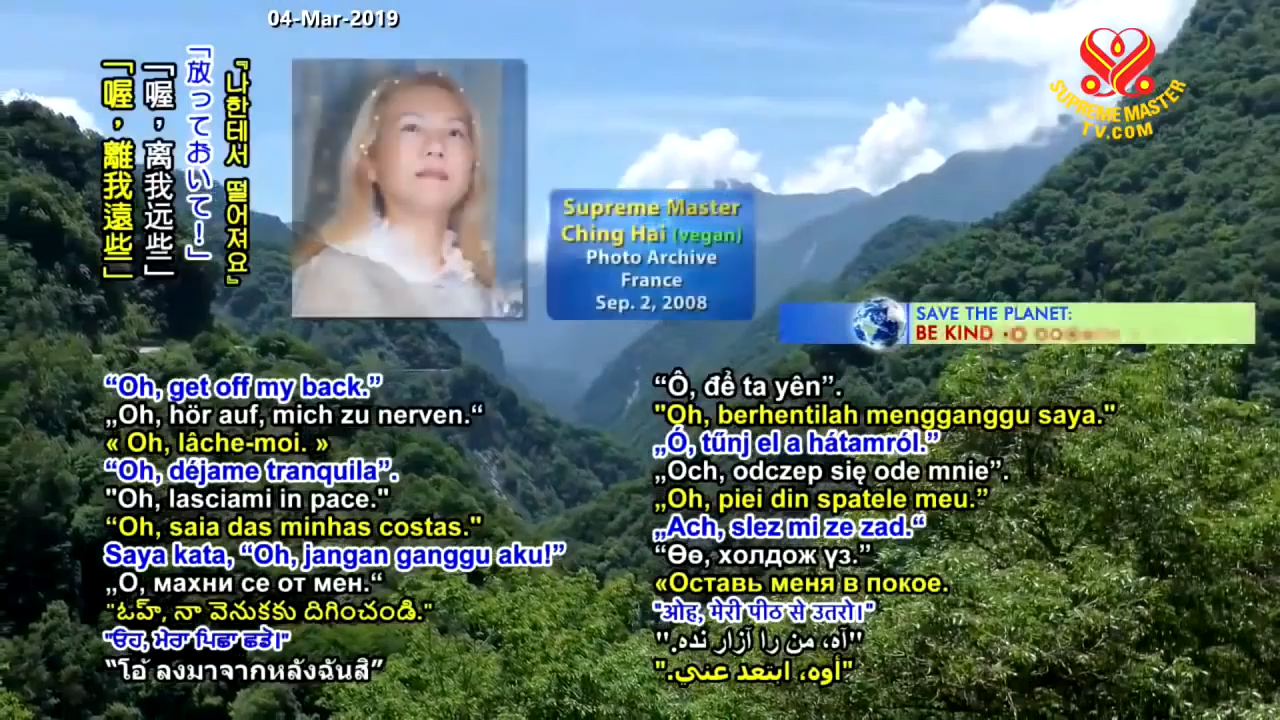 04-Mar-2019
『나한테서 떨어져요』
「放っておいて！」
「喔，离我远些」
「喔，離我遠些」
SUPREME MASTER
TV.COM
Supreme Master
Ching Hai (vegan)
Photo Archive
France
Sep. 2, 2008
SAVE THE PLANET:
BE KIND
“Oh, get off my back.”
„Oh, hör auf, mich zu nerven.“
« Oh, lâche-moi. »
“Oh, déjame tranquila”.
"Oh, lasciami in pace."
“Oh, saia das minhas costas."
Saya kata, “Oh, jangan ganggu aku!”
„О, махни се от мен.“
"ఓహ్, నా వెనుకకు దిగించండి."
"ਓਹ, ਮੇਰਾ ਪਿੱਛਾ ਛਡੋ।"
“โอ้ ลงมาจากหลังฉันสิ”
“Ô, để ta yên”.
"Oh, berhentilah mengganggu saya."
„Ó, tűnj el a hátamról.”
„Och, odczep się ode mnie”.
„Oh, piei din spatele meu.”
„Ach, slez mi ze zad.“
“Өө, холдож үз.”
«Оставь меня в покое.
"ओह, मेरी पीठ से उतरो।"
"آه، من را آزار نده."
"أوه، ابتعد عني."